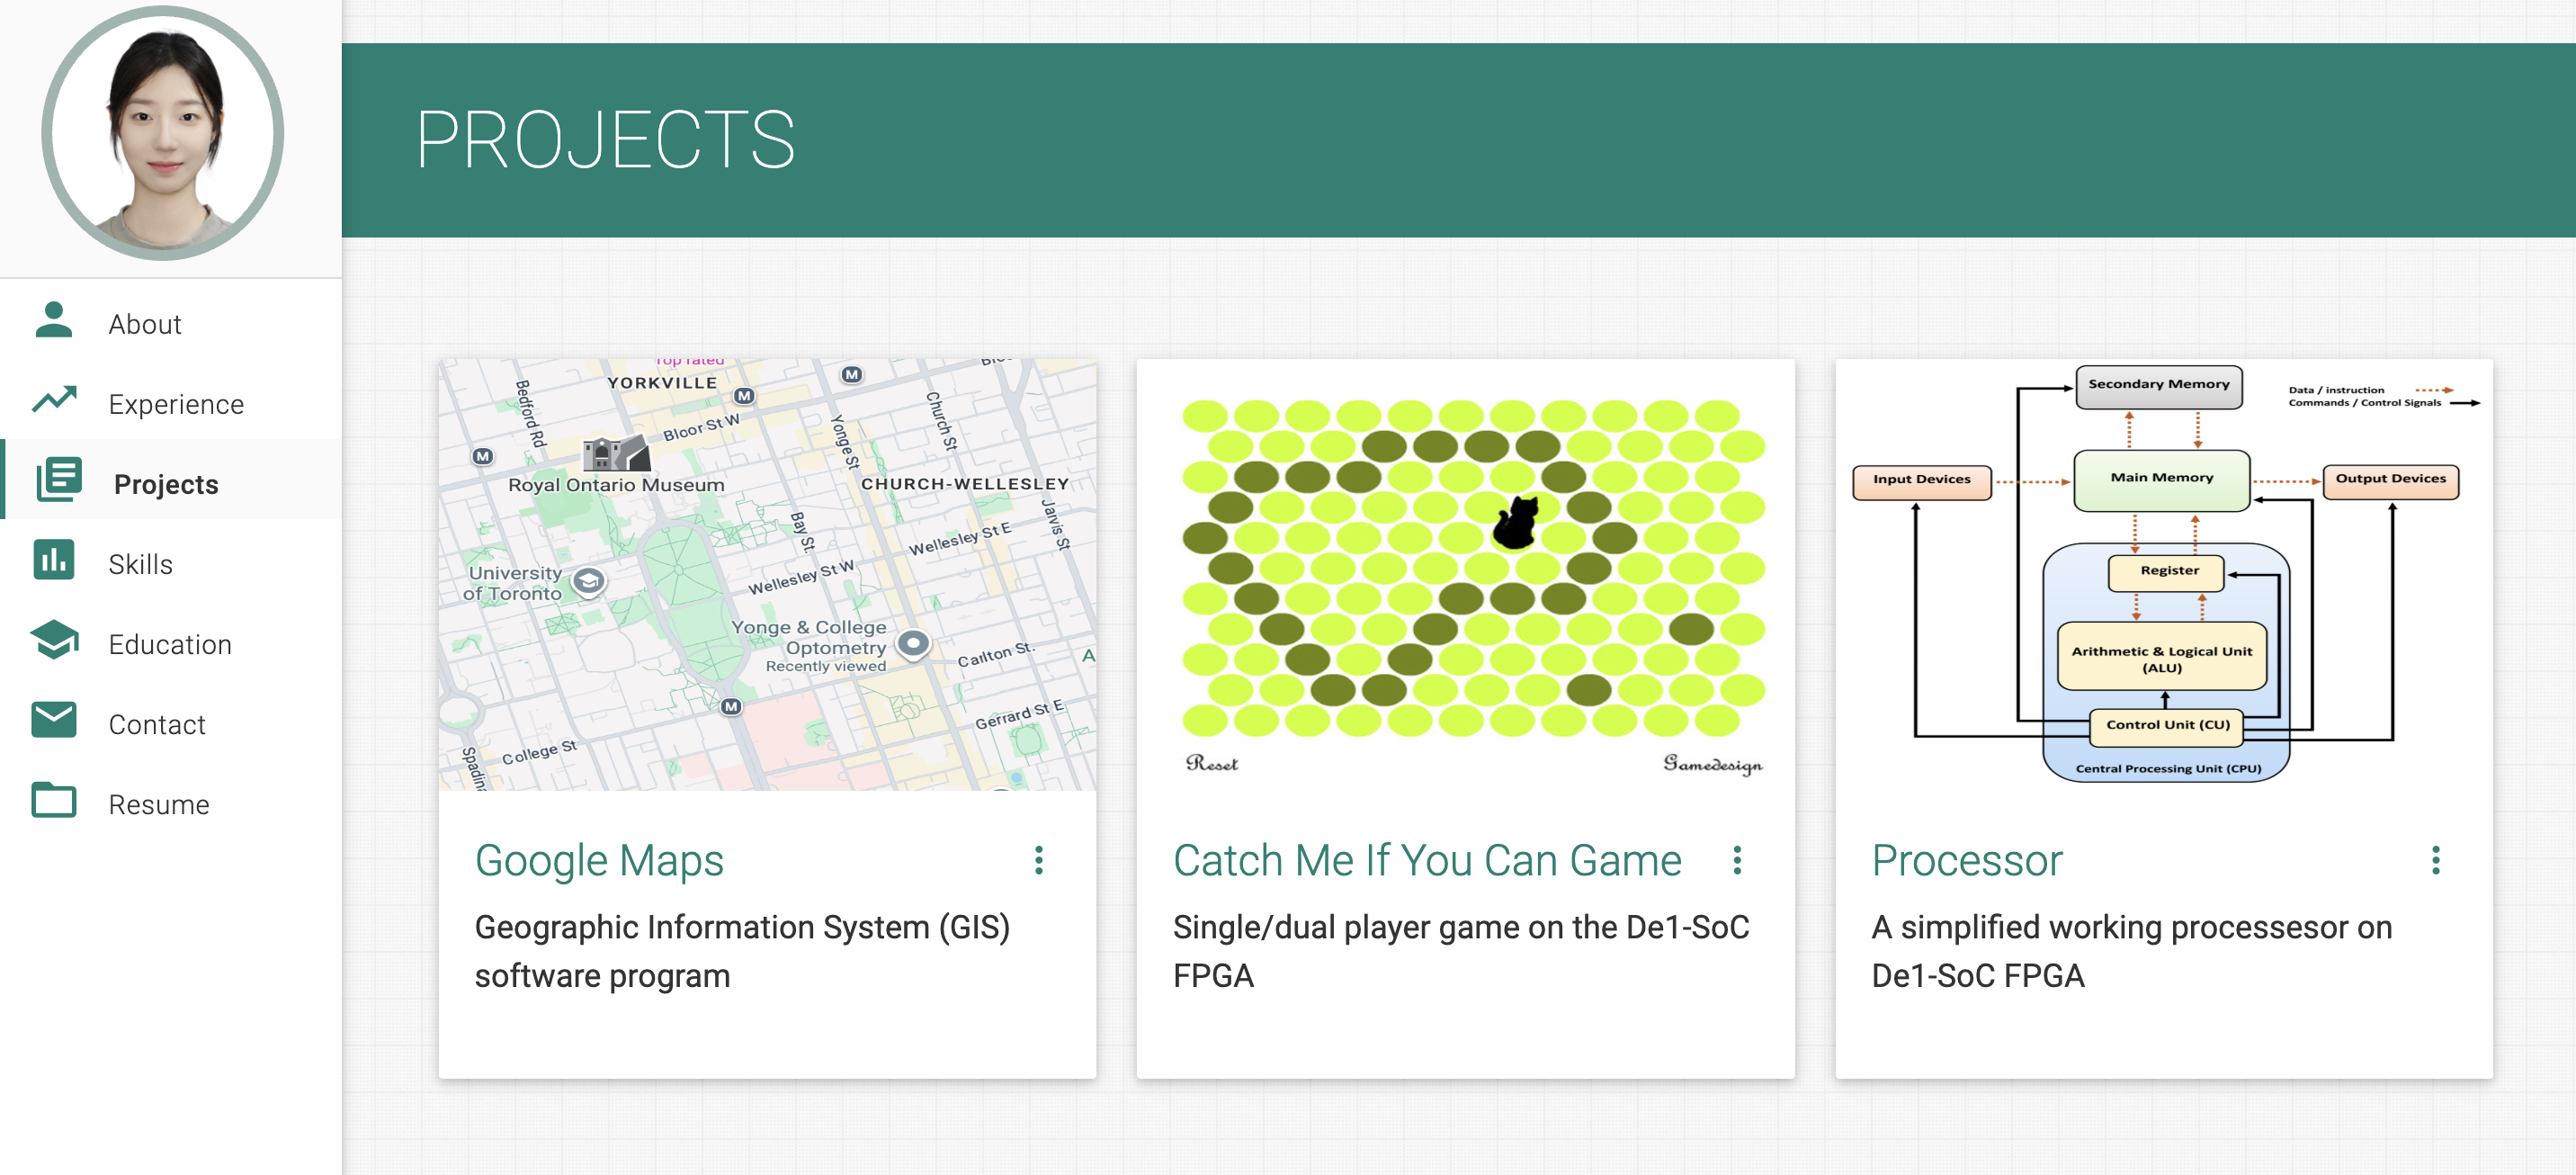 PROJECTS
About
Experience
Projects
Skills
Education
Contact
Resume
Top rated
YORKVILLE
M
M
M
Bedford Rd
Bloor St W
Yonge St
Church St
Royal Ontario Museum
CHURCH-WELLESLEY
Jarvis St
Bay St.
Wellesley St E
Wellesley St W
University
of Toronto
Yonge & College
Optometry
Recently viewed
Carlton St.
A
M
Gerrard St E
College St
Spadina
Google Maps
Geographic Information System (GIS)
software program
Reset
Gamedesign
Catch Me If You Can Game
Single/dual player game on the De1-SoC
FPGA
Secondary Memory
Data / instruction
Commands / Control Signals
Input Devices
Main Memory
Output Devices
Register
Arithmetic & Logical Unit
(ALU)
Control Unit (CU)
Central Processing Unit (CPU)
Processor
A simplified working processesor on
De1-SoC FPGA